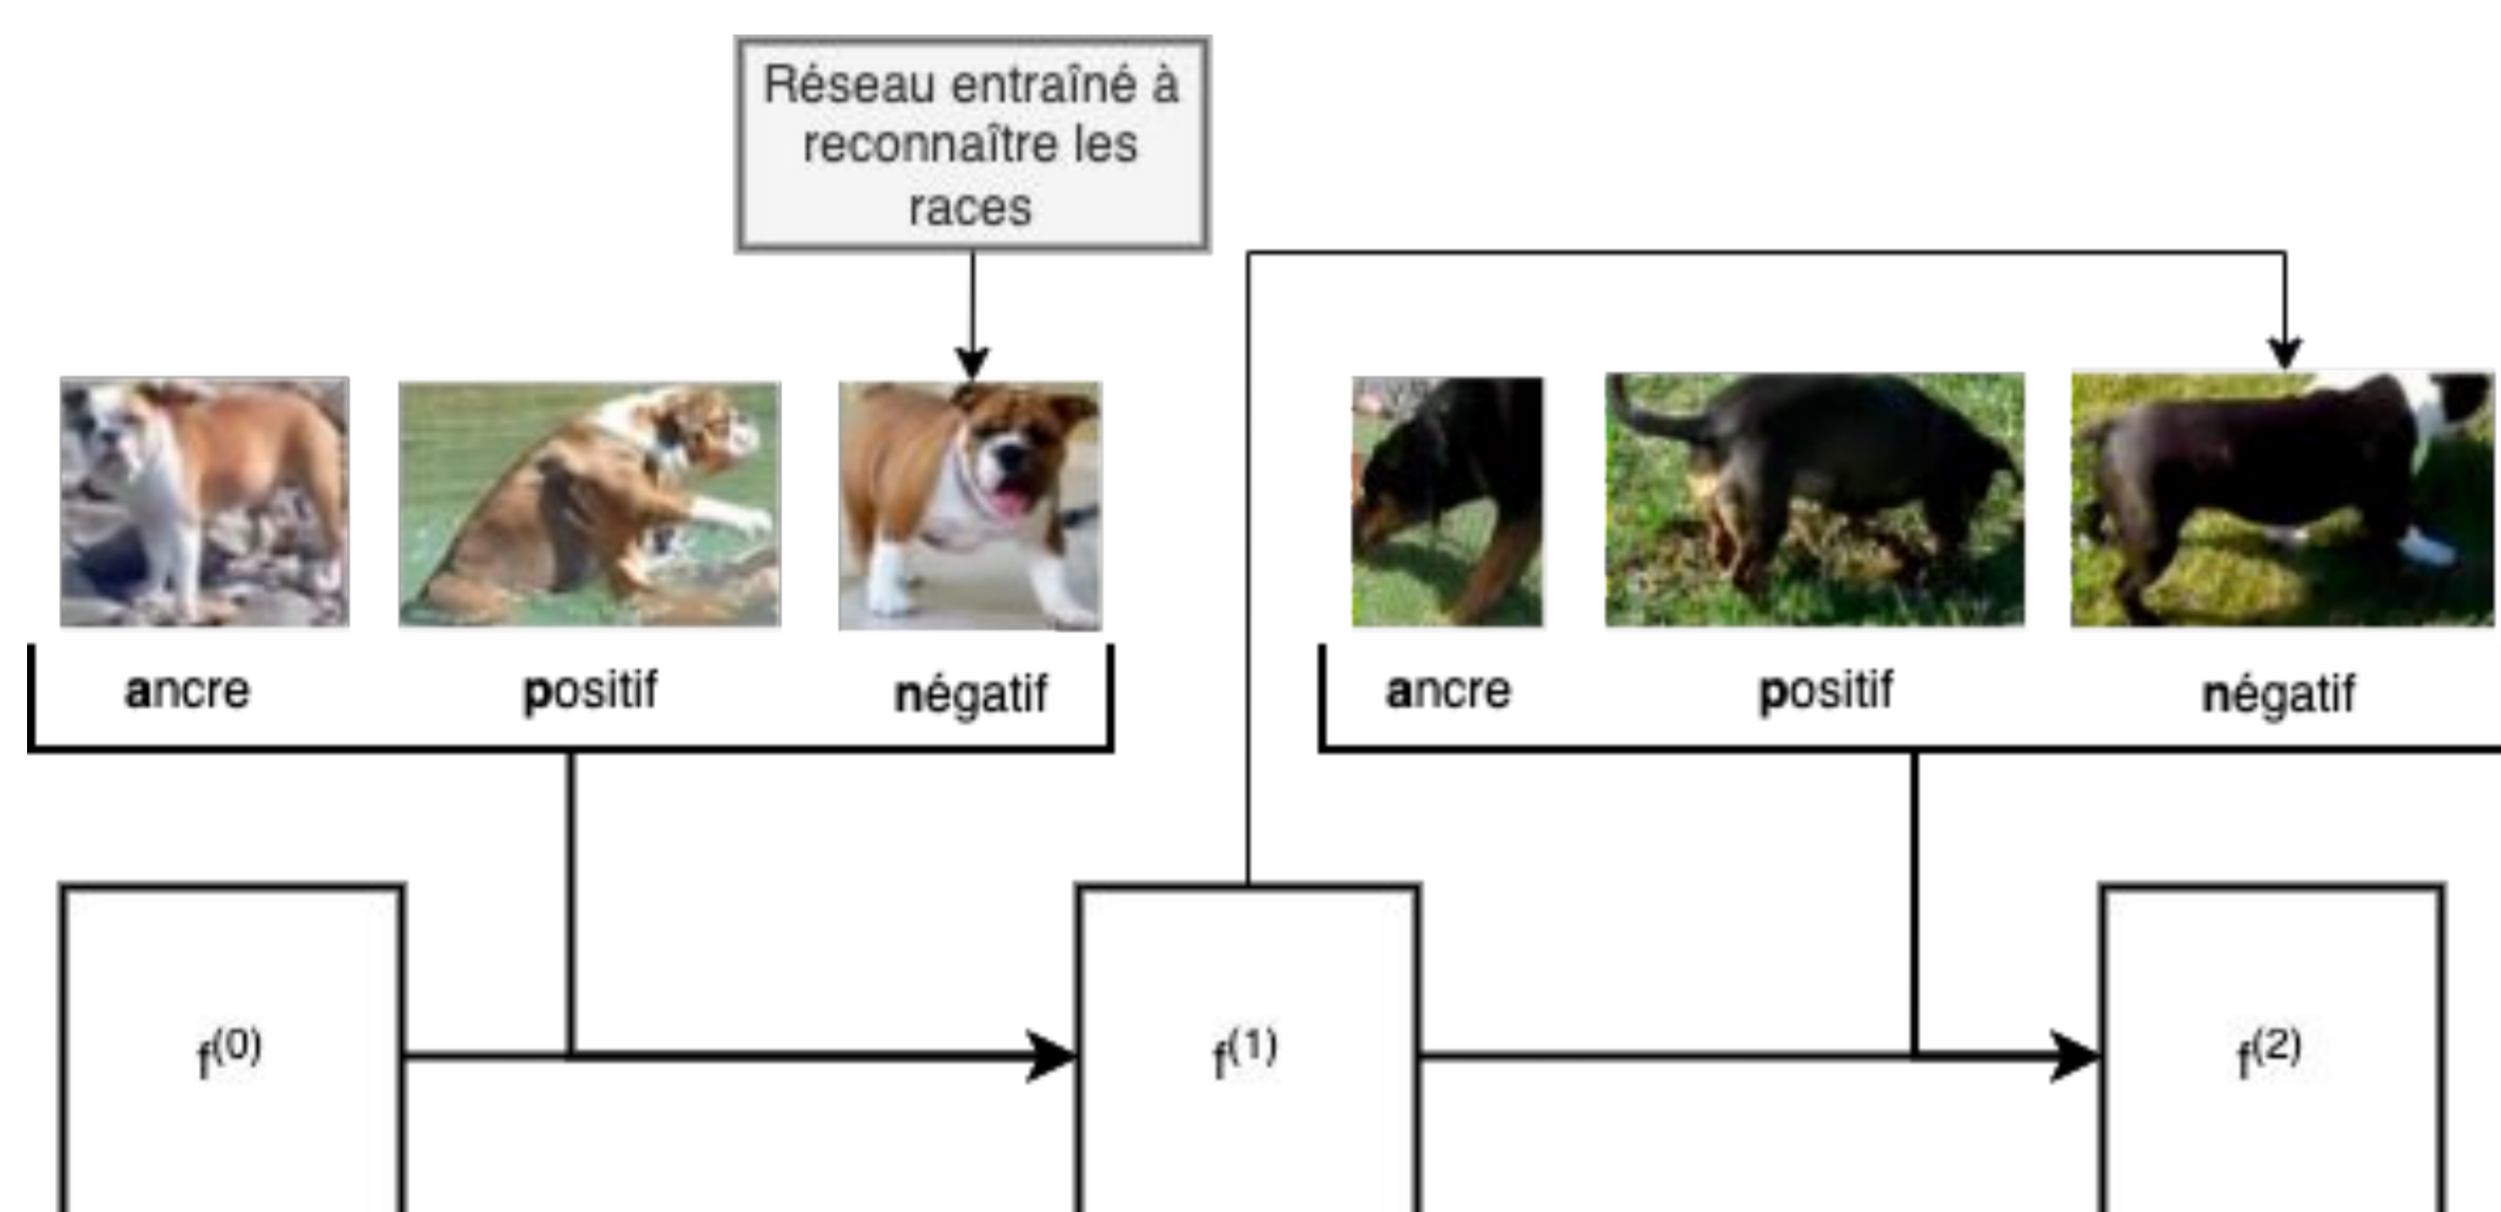 Réseau entraîné à
reconnaître les
races
ancre positif négatif
ancre positif négatif
f(0)
f(1)
f(2)